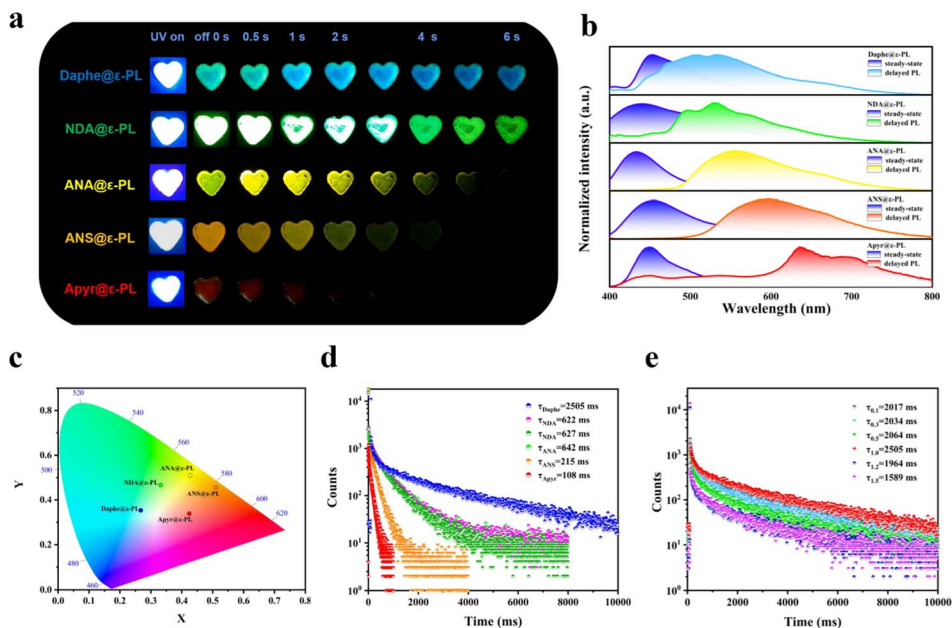 a
UV on off 0 s 0.5 s 1 s 2 s 4 s 6 s
Daphe@ε-PL
NDA@ε-PL
ANA@ε-PL
ANS@ε-PL
Apyr@ε-PL
b
Normalized intensity (a.u.)
Daphe@ε-PL
steady-state
delayed PL
NDA@ε-PL
steady-state
delayed PL
ANA@ε-PL
steady-state
delayed PL
ANS@ε-PL
steady-state
delayed PL
Apyr@ε-PL
steady-state
delayed PL
400 500 600 700 800
Wavelength (nm)
c
Y
0.8
0.6
0.4
0.2
0.0
520
540
560
500
580
600
620
480
460
ANA@ε-PL
NDA@ε-PL
ANS@ε-PL
Daphe@ε-PL
Apyr@ε-PL
0.0 0.1 0.2 0.3 0.4 0.5 0.6 0.7 0.8
X
d
Counts
10⁴
10³
10²
10¹
10⁰
τDaphe=2505 ms
τNDA=622 ms
τNDA=627 ms
τANA=642 ms
τANS=215 ms
τApyr=108 ms
0 2000 4000 6000 8000 10000
Time (ms)
e
Counts
10⁴
10³
10²
10¹
10⁰
τ0.1=2017 ms
τ0.3=2034 ms
τ0.5=2064 ms
τ1.0=2505 ms
τ1.2=1964 ms
τ1.5=1589 ms
0 2000 4000 6000 8000 10000
Time (ms)